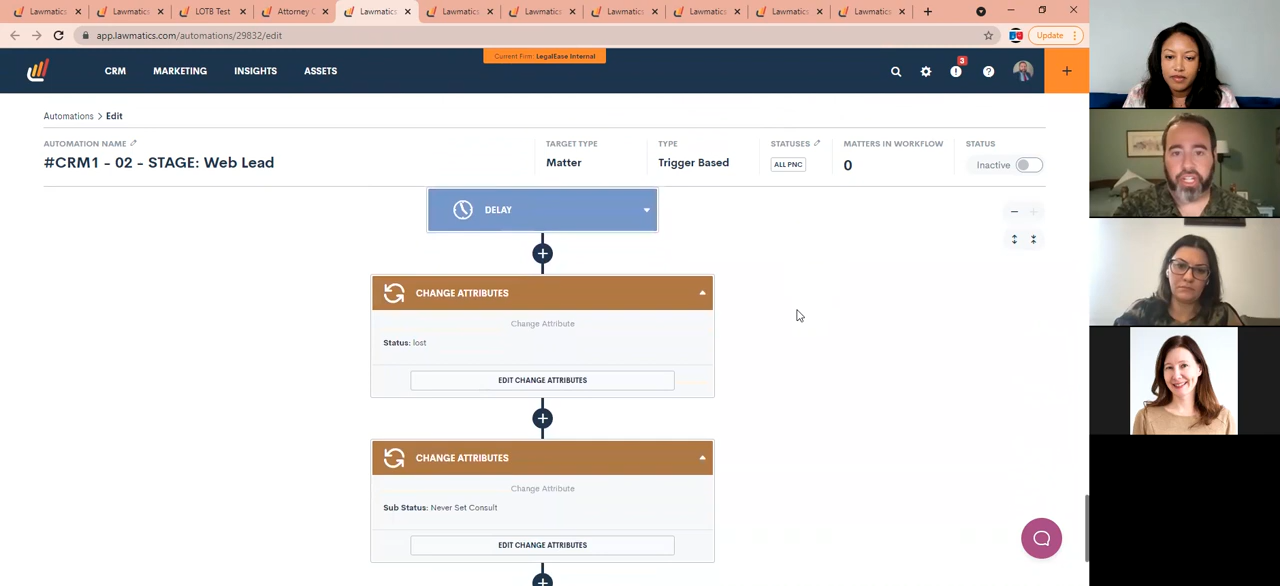 Lawmatics
Lawmatics
LOTB Test
Attorney C
Lawmatics
Lawmatics
Lawmatics
Lawmatics
Lawmatics
Lawmatics
Lawmatics
app.lawmatics.com/automations/29832/edit
Update
Current Firm: LegalEase Internal
CRM MARKETING INSIGHTS ASSETS
3
Automations > Edit
AUTOMATION NAME
#CRM1 - 02 - STAGE: Web Lead
TARGET TYPE
Matter
TYPE
Trigger Based
STATUSES
ALL PNC
MATTERS IN WORKFLOW
0
STATUS
Inactive
DELAY
CHANGE ATTRIBUTES
Change Attribute
Status: lost
EDIT CHANGE ATTRIBUTES
CHANGE ATTRIBUTES
Change Attribute
Sub Status: Never Set Consult
EDIT CHANGE ATTRIBUTES